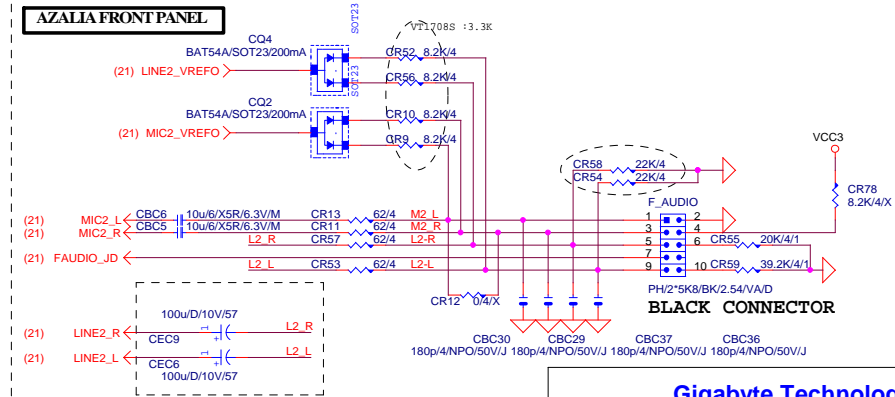 AZALIA FRONT PANEL
SOT23
VT1708S :3.3K
CQ4
BAT54A/SOT23/200mA
CR52 8.2K/4
(21) LINE2_VREFO
SOT23
CR56 8.2K/4
CQ2
BAT54A/SOT23/200mA
CR10 8.2K/4
(21) MIC2_VREFO
CR9 8.2K/4
VCC3
CR58 22K/4
CR54 22K/4
CR78
8.2K/4/X
F_AUDIO
(21) MIC2_L CBC6 10u/6/X5R/6.3V/M CR13 62/4 M2_L 1 2
(21) MIC2_R CBC5 10u/6/X5R/6.3V/M CR11 62/4 M2_R 3 4
L2_R CR57 62/4 L2-R 5 6 CR55 20K/4/1
(21) FAUDIO_JD 7 8
L2_L CR53 62/4 L2-L 9 10 CR59 39.2K/4/1
PH/2*5K8/BK/2.54/VA/D
CR12 0/4/X
BLACK CONNECTOR
100u/D/10V/57
(21) LINE2_R 1 + L2_R
CEC9
(21) LINE2_L 1 + L2_L
CEC6
100u/D/10V/57
CBC30 CBC29 CBC37 CBC36
180p/4/NPO/50V/J 180p/4/NPO/50V/J 180p/4/NPO/50V/J 180p/4/NPO/50V/J
Gigabyte Technolog